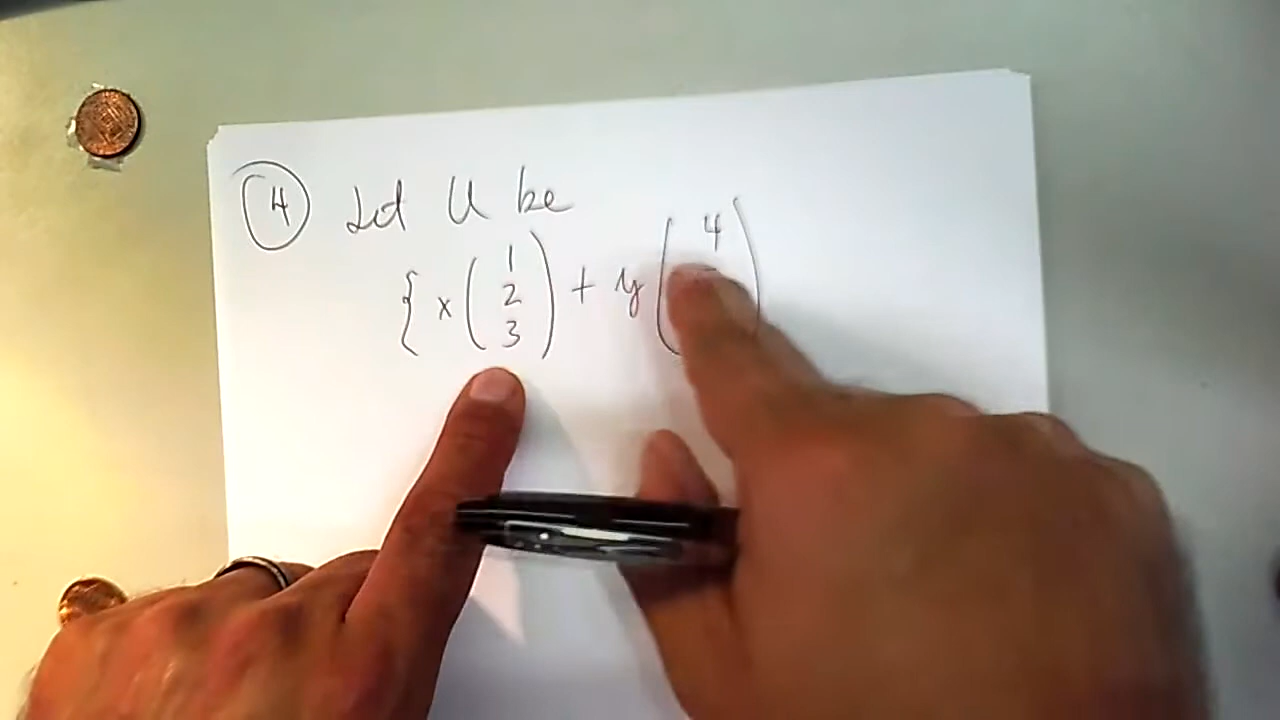 ④ Let U be
{ x ( 1 2 3 ) + y ( 4